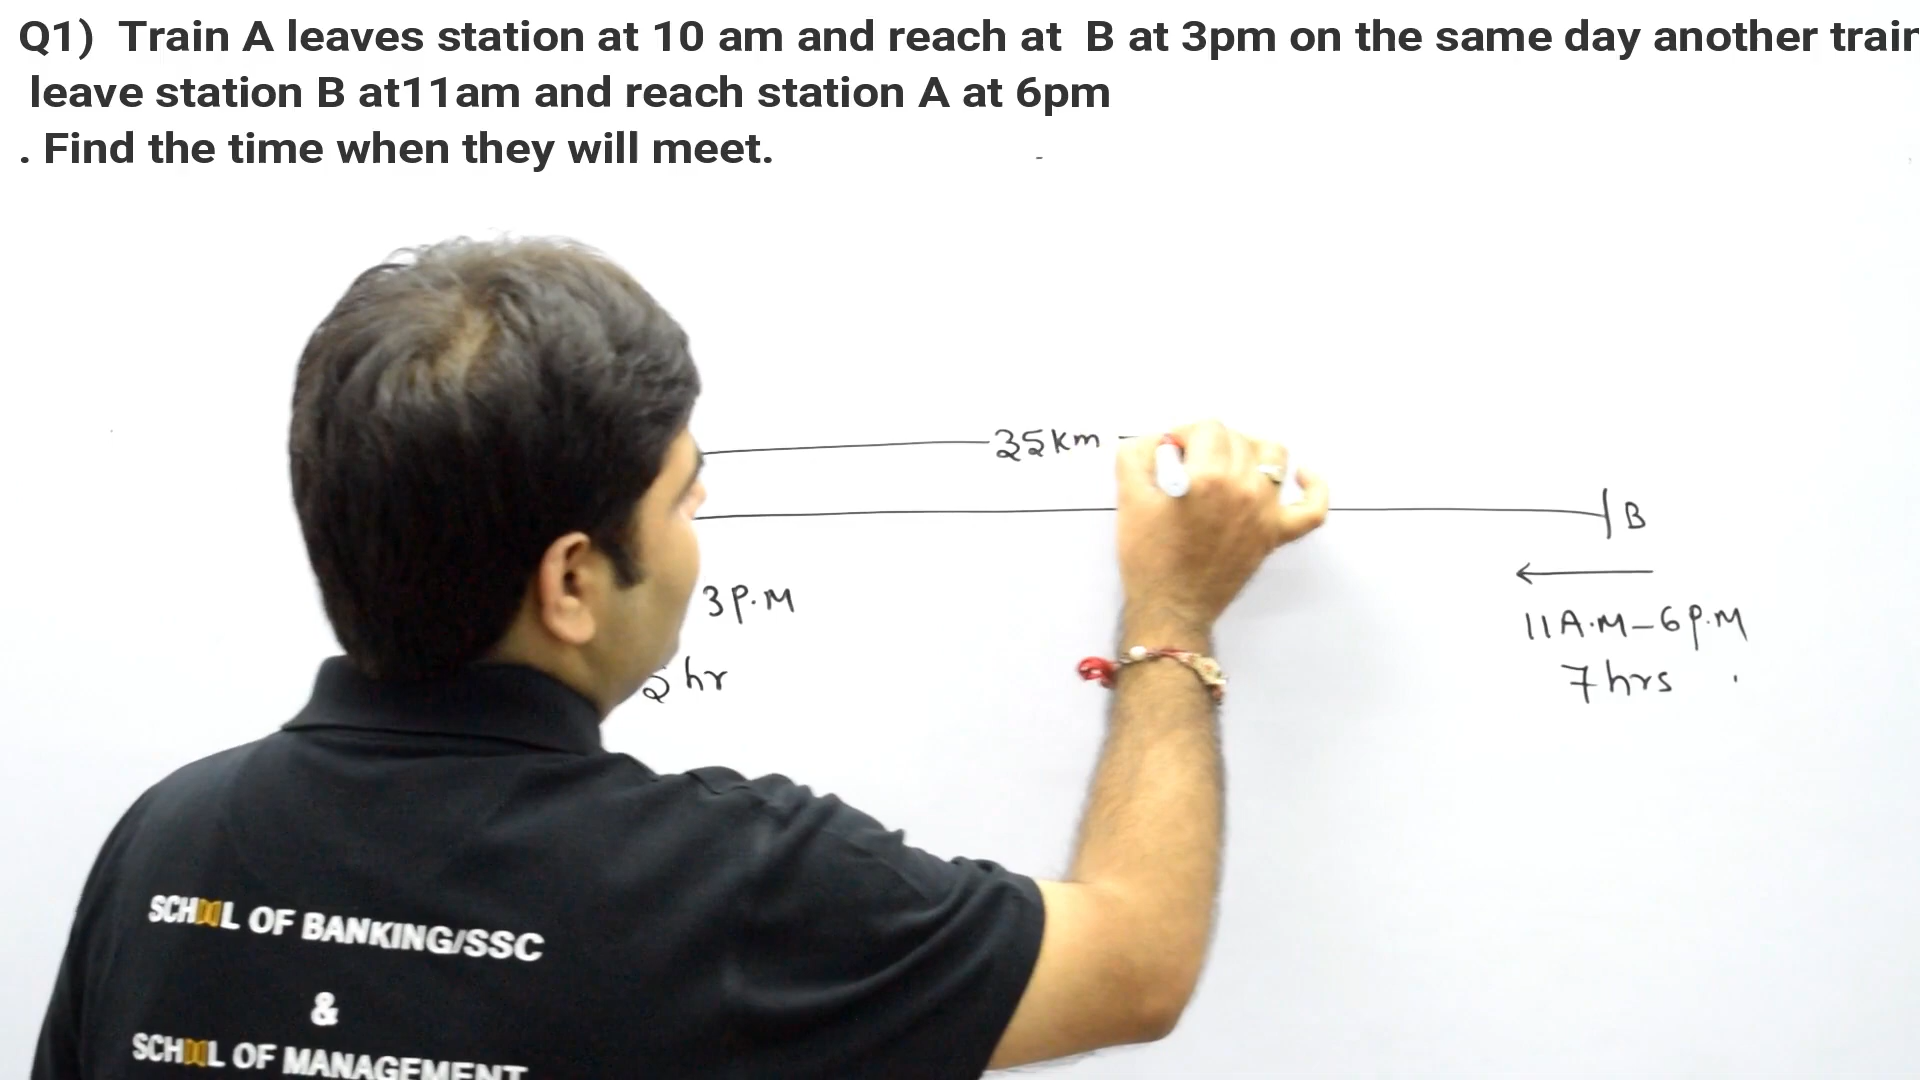 Q1) Train A leaves station at 10 am and reach at B at 3pm on the same day another train
leave station B at11am and reach station A at 6pm
. Find the time when they will meet.
35km
B
3P.M
11A.M-6P.M
5hr
7hrs
SCHOOL OF BANKING/SSC
&
SCHOOL OF MANAGEMENT